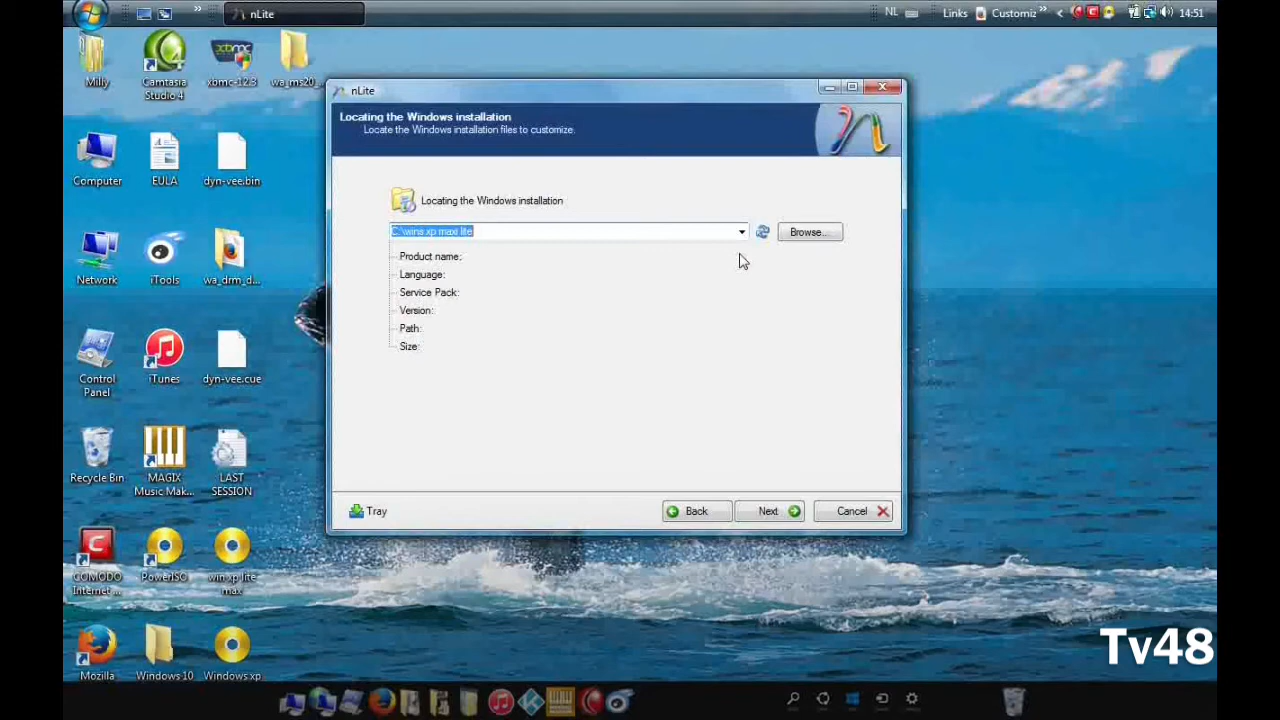 nLite
NL
Links
Customiz
14:51
Milly
Camtasia Studio 4
xbmc-12.3
wa_ms20_...
Computer
EULA
dyn-vee.bin
Network
iTools
wa_drm_d...
Control Panel
iTunes
dyn-vee.cue
Recycle Bin
MAGIX Music Mak...
LAST SESSION
COMODO Internet ...
PowerISO
win xp lite max
Mozilla
Windows 10
Windows xp
nLite
Locating the Windows installation
Locate the Windows installation files to customize.
Locating the Windows installation
C:\wins xp maxi lite
Browse...
Product name:
Language:
Service Pack:
Version:
Path:
Size:
Tray
Back
Next
Cancel
Tv48